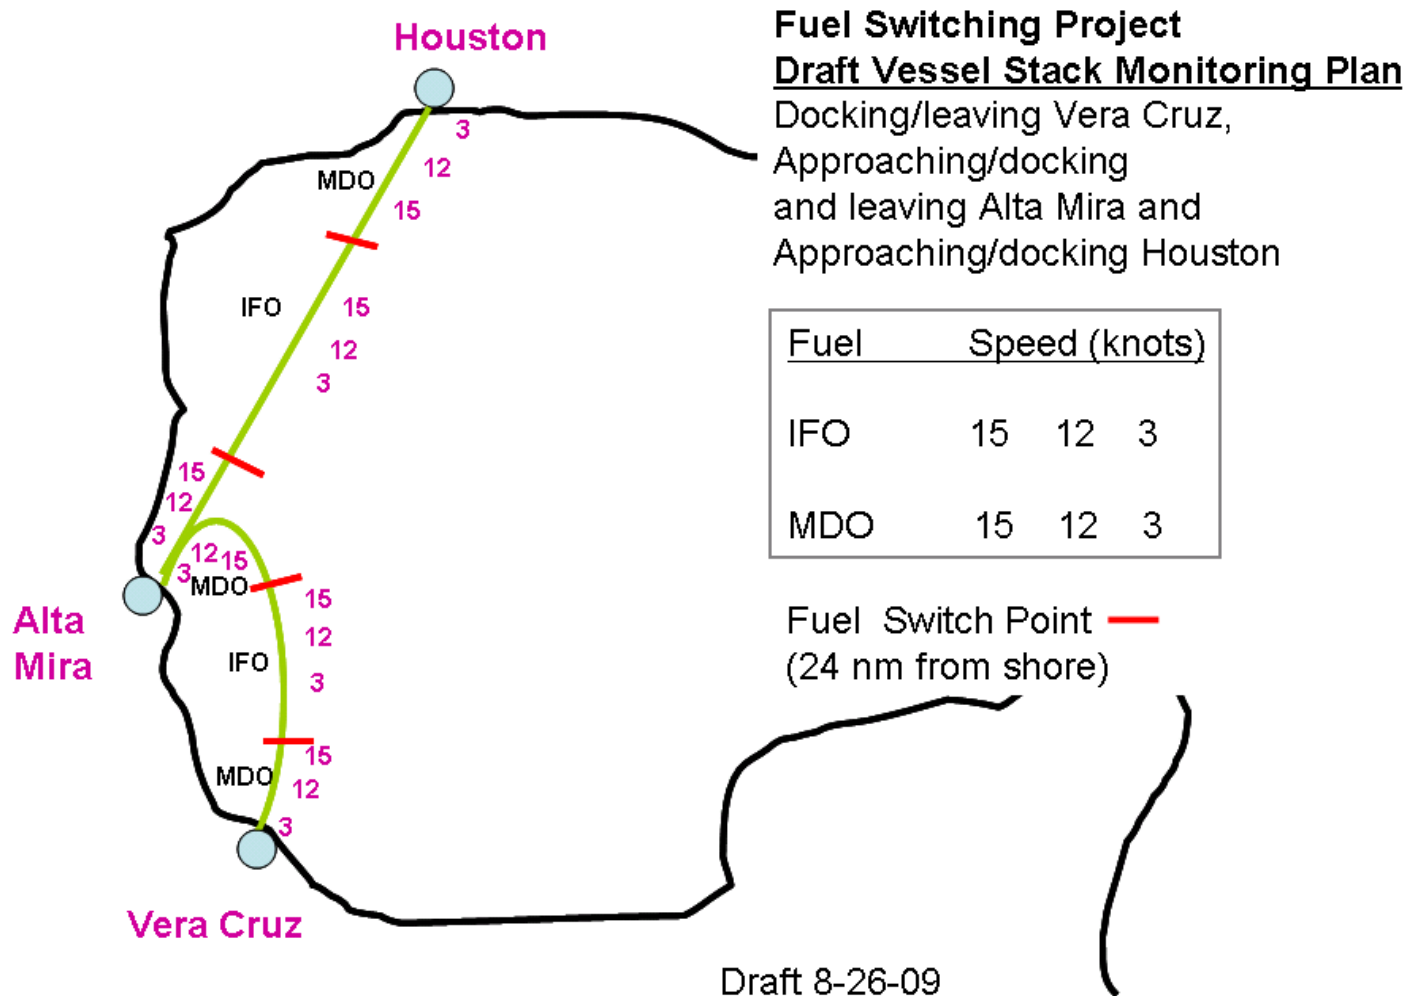 Houston
Fuel Switching Project
Draft Vessel Stack Monitoring Plan
Docking/leaving Vera Cruz,
Approaching/docking
and leaving Alta Mira and
Approaching/docking Houston
3
12
MDO
15
IFO
15
12
3
15
12
3
12
15
3
MDO
15
12
IFO
3
15
MDO
12
3
Alta
Mira
Vera Cruz
Fuel Speed (knots)
IFO 15 12 3
MDO 15 12 3
Fuel Switch Point
(24 nm from shore)
Draft 8-26-09